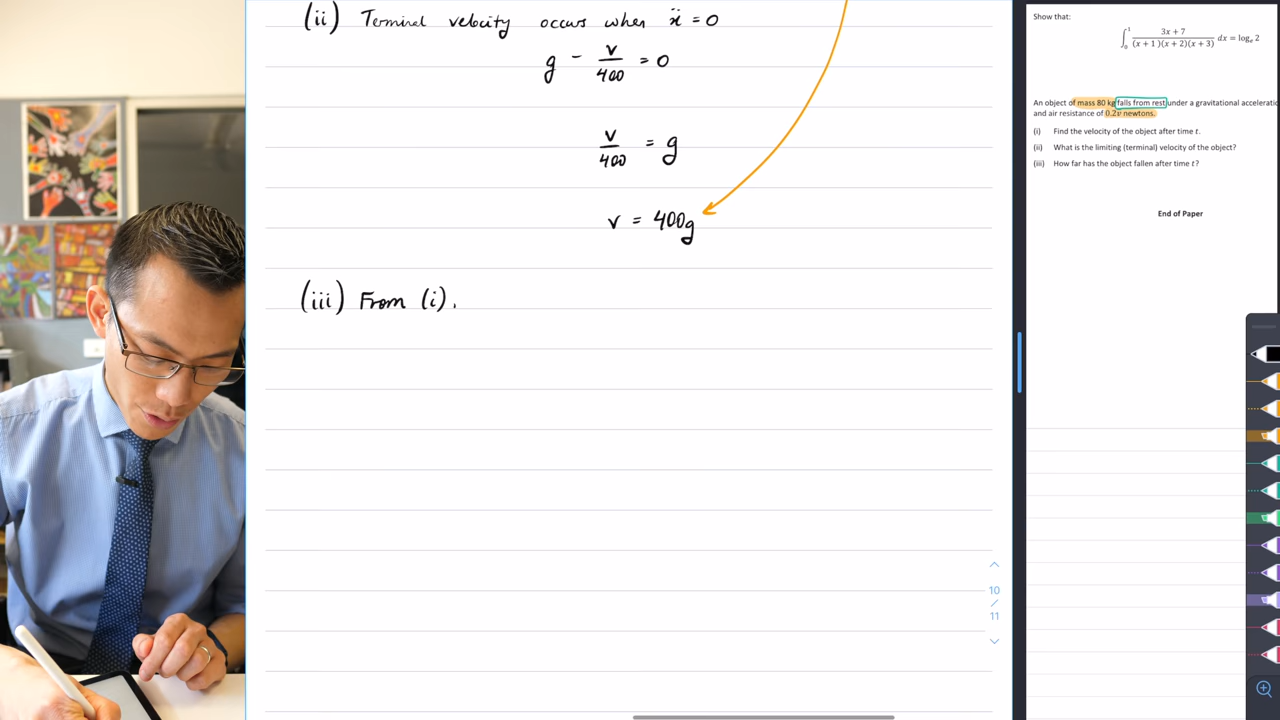 (ii) Terminal velocity occurs when ẍ = 0
g - v/400 = 0
v/400 = g
v = 400g
(iii) From (i),
10
/
11
Show that:
∫₀¹ (3x + 7)/((x + 1)(x + 2)(x + 3)) dx = logₑ 2
An object of mass 80 kg falls from rest under a gravitational acceleratio
and air resistance of 0.2v newtons.
(i) Find the velocity of the object after time t.
(ii) What is the limiting (terminal) velocity of the object?
(iii) How far has the object fallen after time t?
End of Paper